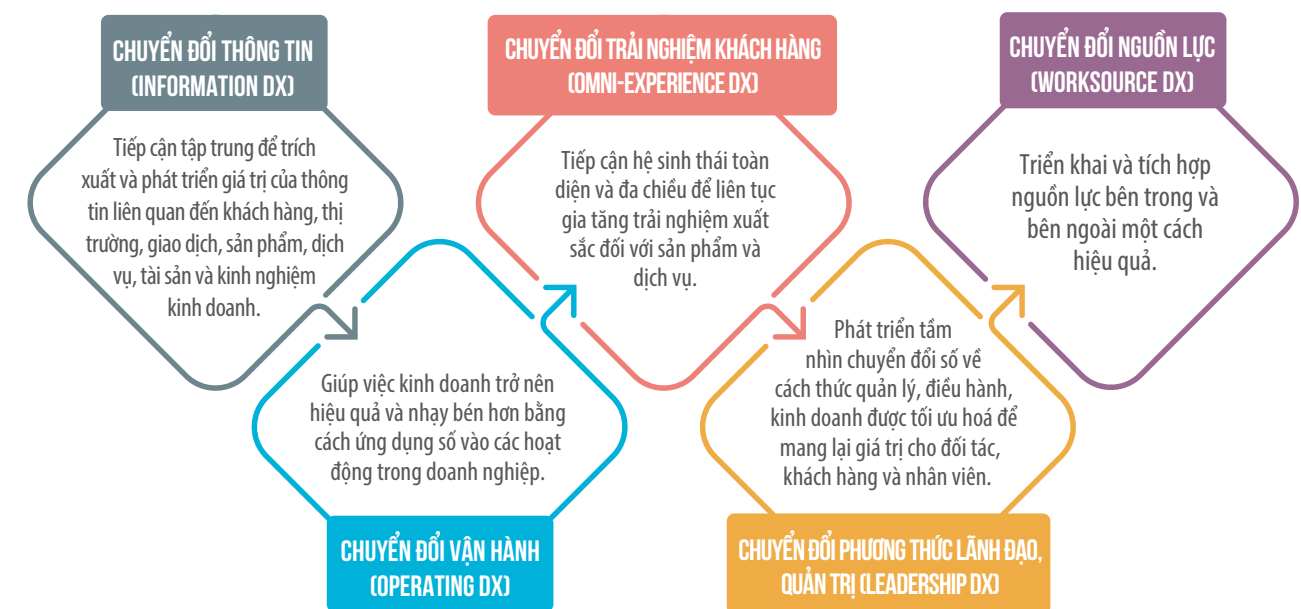 CHUYỂN ĐỔI THÔNG TIN
(INFORMATION DX)
Tiếp cận tập trung để trích
xuất và phát triển giá trị của thông
tin liên quan đến khách hàng, thị
trường, giao dịch, sản phẩm, dịch
vụ, tài sản và kinh nghiệm
kinh doanh.
Giúp việc kinh doanh trở nên
hiệu quả và nhạy bén hơn bằng
cách ứng dụng số vào các hoạt
động trong doanh nghiệp.
CHUYỂN ĐỔI VẬN HÀNH
(OPERATING DX)
CHUYỂN ĐỔI TRẢI NGHIỆM KHÁCH HÀNG
(OMNI-EXPERIENCE DX)
Tiếp cận hệ sinh thái toàn
diện và đa chiều để liên tục
gia tăng trải nghiệm xuất
sắc đối với sản phẩm và
dịch vụ.
Phát triển tầm
nhìn chuyển đổi số về
cách thức quản lý, điều hành,
kinh doanh được tối ưu hoá để
mang lại giá trị cho đối tác,
khách hàng và nhân viên.
CHUYỂN ĐỔI PHƯƠNG THỨC LÃNH ĐẠO,
QUẢN TRỊ (LEADERSHIP DX)
CHUYỂN ĐỔI NGUỒN LỰC
(WORKSOURCE DX)
Triển khai và tích hợp
nguồn lực bên trong và
bên ngoài một cách
hiệu quả.